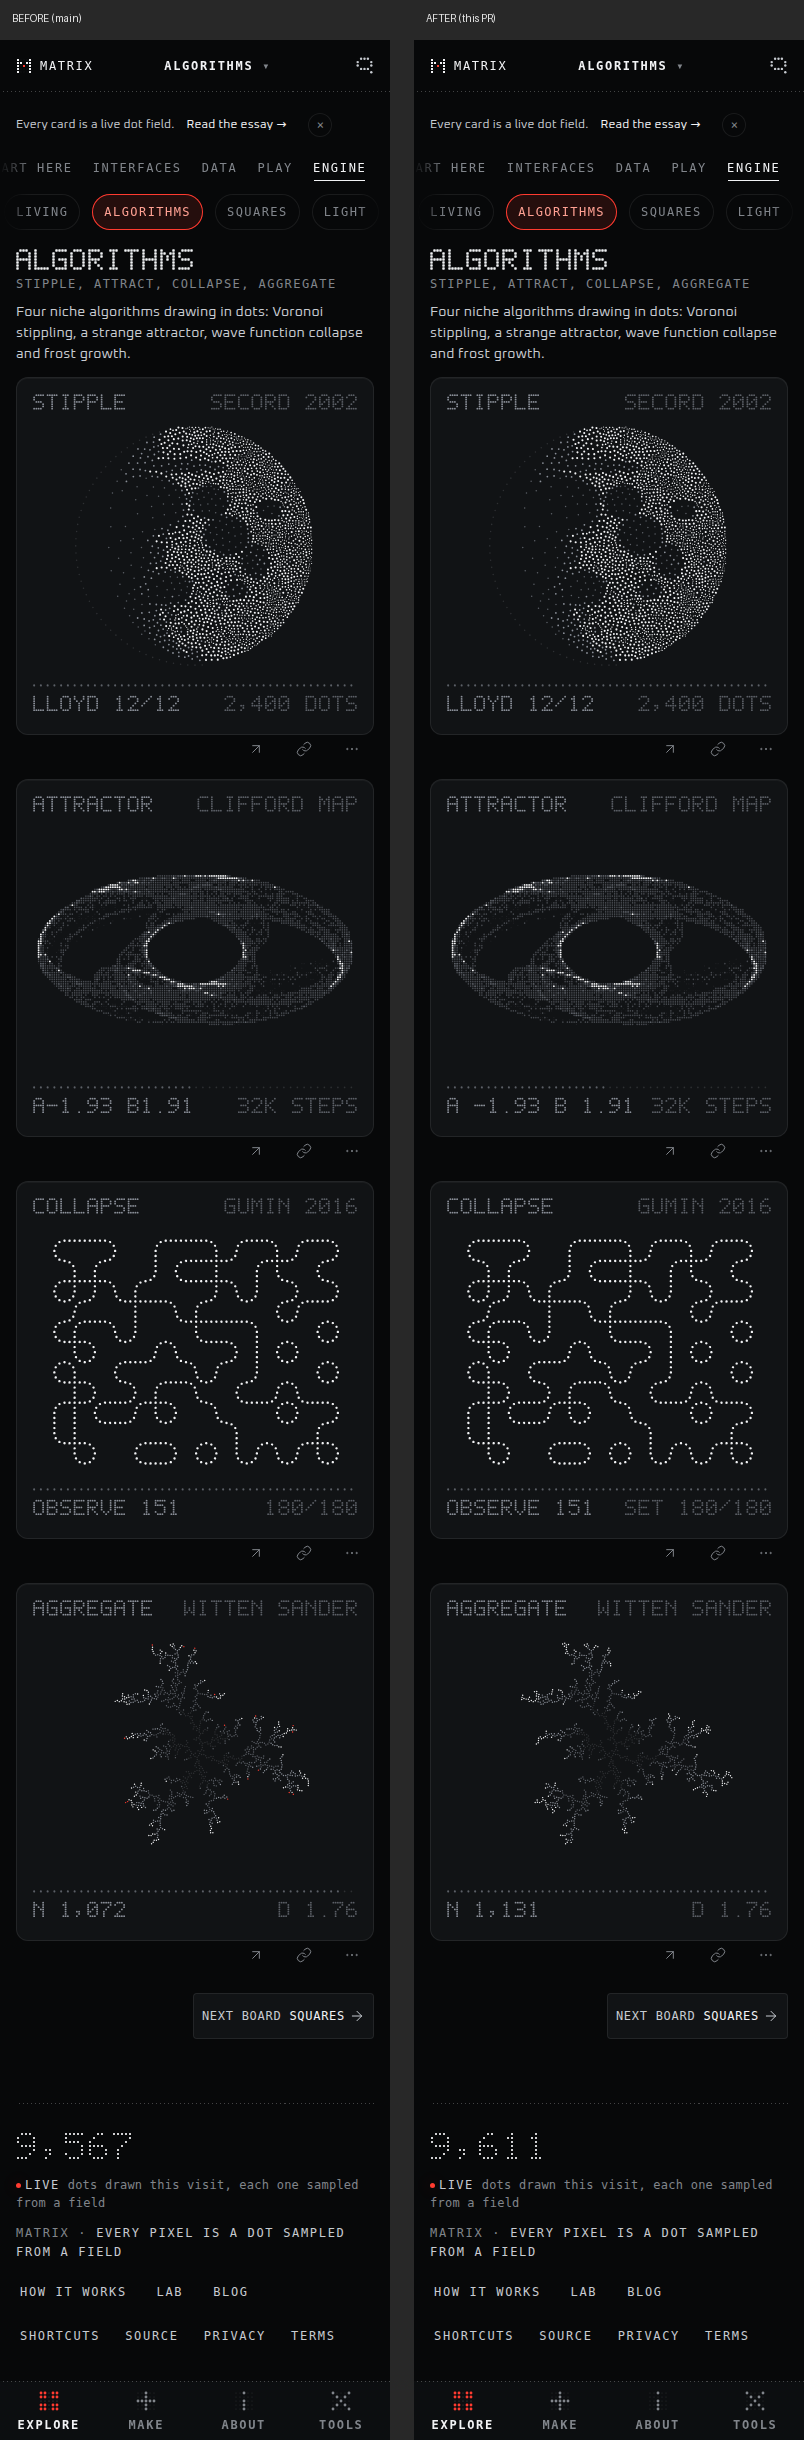 BEFORE (main)
MATRIX ALGORITHMS ▾
Every card is a live dot field. Read the essay → ×
ART HERE INTERFACES DATA PLAY ENGINE
LIVING ALGORITHMS SQUARES LIGHT
ALGORITHMS
STIPPLE, ATTRACT, COLLAPSE, AGGREGATE
Four niche algorithms drawing in dots: Voronoi
stippling, a strange attractor, wave function collapse
and frost growth.
STIPPLE SECORD 2002
LLOYD 12/12 2,400 DOTS
ATTRACTOR CLIFFORD MAP
A-1.93 B1.91 32K STEPS
COLLAPSE GUMIN 2016
OBSERVE 151 180/180
AGGREGATE WITTEN SANDER
N 1,072 D 1.76
NEXT BOARD SQUARES →
9,567
LIVE dots drawn this visit, each one sampled
from a field
MATRIX · EVERY PIXEL IS A DOT SAMPLED
FROM A FIELD
HOW IT WORKS LAB BLOG
SHORTCUTS SOURCE PRIVACY TERMS
EXPLORE MAKE ABOUT TOOLS
AFTER (this PR)
MATRIX ALGORITHMS ▾
Every card is a live dot field. Read the essay → ×
ART HERE INTERFACES DATA PLAY ENGINE
LIVING ALGORITHMS SQUARES LIGHT
ALGORITHMS
STIPPLE, ATTRACT, COLLAPSE, AGGREGATE
Four niche algorithms drawing in dots: Voronoi
stippling, a strange attractor, wave function collapse
and frost growth.
STIPPLE SECORD 2002
LLOYD 12/12 2,400 DOTS
ATTRACTOR CLIFFORD MAP
A -1.93 B 1.91 32K STEPS
COLLAPSE GUMIN 2016
OBSERVE 151 SET 180/180
AGGREGATE WITTEN SANDER
N 1,131 D 1.76
NEXT BOARD SQUARES →
9,611
LIVE dots drawn this visit, each one sampled
from a field
MATRIX · EVERY PIXEL IS A DOT SAMPLED
FROM A FIELD
HOW IT WORKS LAB BLOG
SHORTCUTS SOURCE PRIVACY TERMS
EXPLORE MAKE ABOUT TOOLS